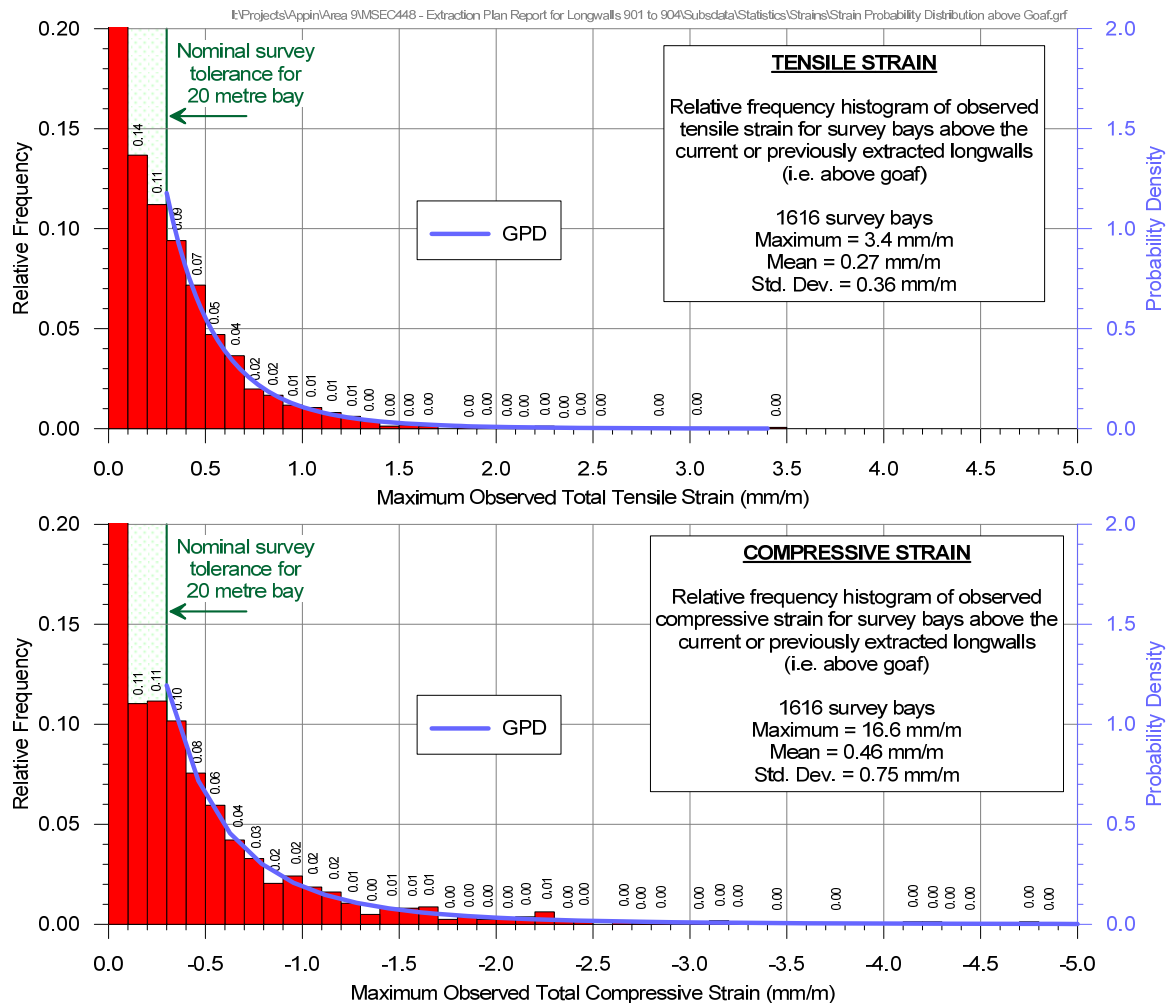 I:\Projects\Appin\Area 9\MSEC448 - Extraction Plan Report for Longwalls 901 to 904\Subsdata\Statistics\Strains\Strain Probability Distribution above Goaf.grf
0.20
0.15
0.10
0.05
0.00
Relative Frequency
Nominal survey
tolerance for
20 metre bay
GPD
TENSILE STRAIN
Relative frequency histogram of observed
tensile strain for survey bays above the
current or previously extracted longwalls
(i.e. above goaf)
1616 survey bays
Maximum = 3.4 mm/m
Mean = 0.27 mm/m
Std. Dev. = 0.36 mm/m
2.0
1.5
1.0
0.5
0.0
Probability Density
0.14 0.11 0.09 0.07 0.05 0.04 0.02 0.02 0.01 0.01 0.01 0.01 0.00 0.00 0.00 0.00 0.00 0.00 0.00 0.00 0.00 0.00 0.00 0.00 0.00 0.00 0.00
0.0 0.5 1.0 1.5 2.0 2.5 3.0 3.5 4.0 4.5 5.0
Maximum Observed Total Tensile Strain (mm/m)
0.20
0.15
0.10
0.05
0.00
Relative Frequency
Nominal survey
tolerance for
20 metre bay
GPD
COMPRESSIVE STRAIN
Relative frequency histogram of observed
compressive strain for survey bays above the
current or previously extracted longwalls
(i.e. above goaf)
1616 survey bays
Maximum = 16.6 mm/m
Mean = 0.46 mm/m
Std. Dev. = 0.75 mm/m
2.0
1.5
1.0
0.5
0.0
Probability Density
0.11 0.11 0.10 0.08 0.06 0.04 0.03 0.02 0.02 0.02 0.02 0.01 0.00 0.01 0.01 0.01 0.00 0.00 0.00 0.00 0.00 0.01 0.00 0.00 0.00 0.00 0.00 0.00 0.00 0.00 0.00 0.00 0.00 0.00 0.00 0.00 0.00 0.00 0.00
0.0 -0.5 -1.0 -1.5 -2.0 -2.5 -3.0 -3.5 -4.0 -4.5 -5.0
Maximum Observed Total Compressive Strain (mm/m)